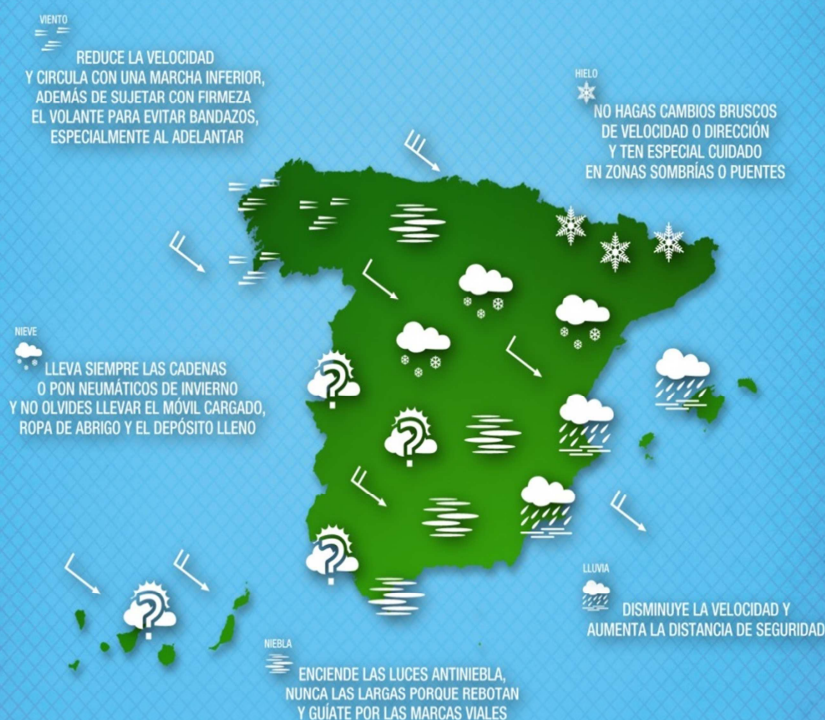 VIENTO
REDUCE LA VELOCIDAD
Y CIRCULA CON UNA MARCHA INFERIOR,
ADEMÁS DE SUJETAR CON FIRMEZA
EL VOLANTE PARA EVITAR BANDAZOS,
ESPECIALMENTE AL ADELANTAR
HIELO
NO HAGAS CAMBIOS BRUSCOS
DE VELOCIDAD O DIRECCIÓN
Y TEN ESPECIAL CUIDADO
EN ZONAS SOMBRÍAS O PUENTES
NIEVE
LLEVA SIEMPRE LAS CADENAS
O PON NEUMÁTICOS DE INVIERNO
Y NO OLVIDES LLEVAR EL MÓVIL CARGADO,
ROPA DE ABRIGO Y EL DEPÓSITO LLENO
?
?
?
?
LLUVIA
DISMINUYE LA VELOCIDAD Y
AUMENTA LA DISTANCIA DE SEGURIDAD
NIEBLA
ENCIENDE LAS LUCES ANTINIEBLA,
NUNCA LAS LARGAS PORQUE REBOTAN
Y GUÍATE POR LAS MARCAS VIALES